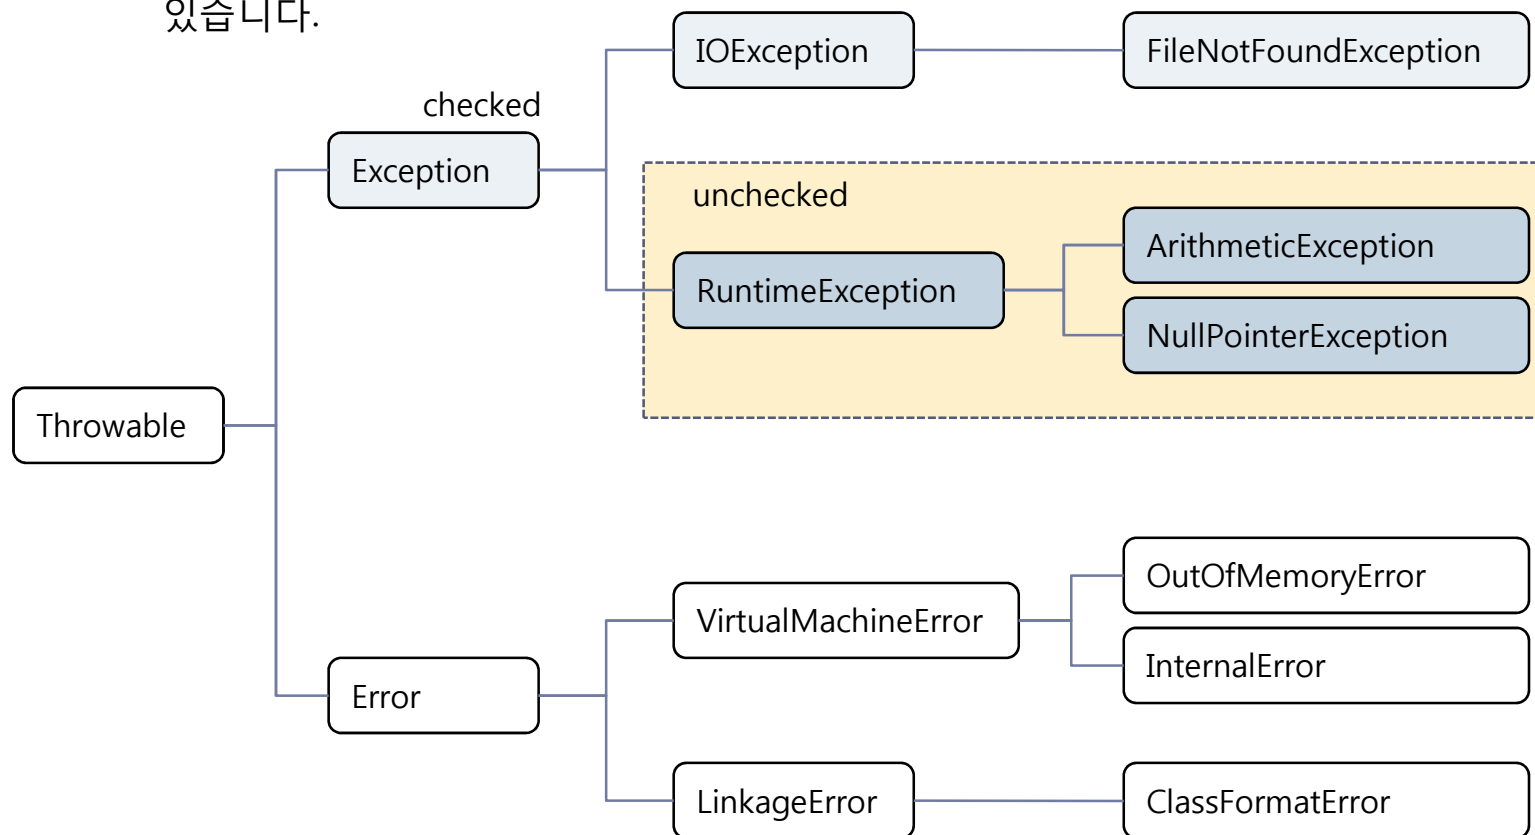 있습니다.
IOException
FileNotFoundException
checked
Exception
unchecked
ArithmeticException
RuntimeException
NullPointerException
Throwable
OutOfMemoryError
VirtualMachineError
InternalError
Error
LinkageError
ClassFormatError